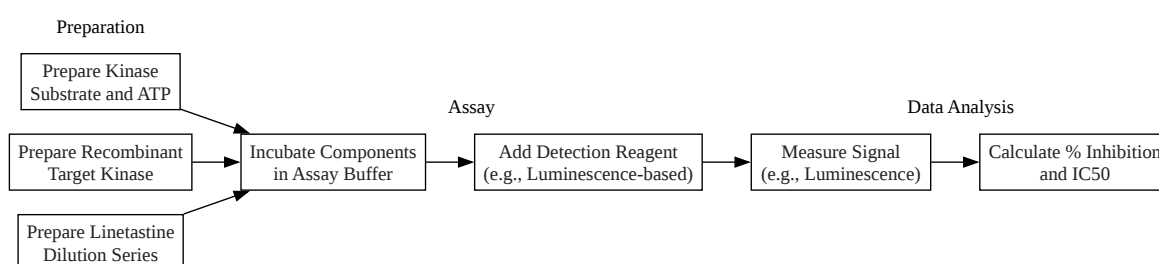 Preparation
Prepare Kinase
Substrate and ATP
Prepare Recombinant
Target Kinase
Prepare Linetastine
Dilution Series
Assay
Incubate Components
in Assay Buffer
Add Detection Reagent
(e.g., Luminescence-based)
Data Analysis
Measure Signal
(e.g., Luminescence)
Calculate % Inhibition
and IC50